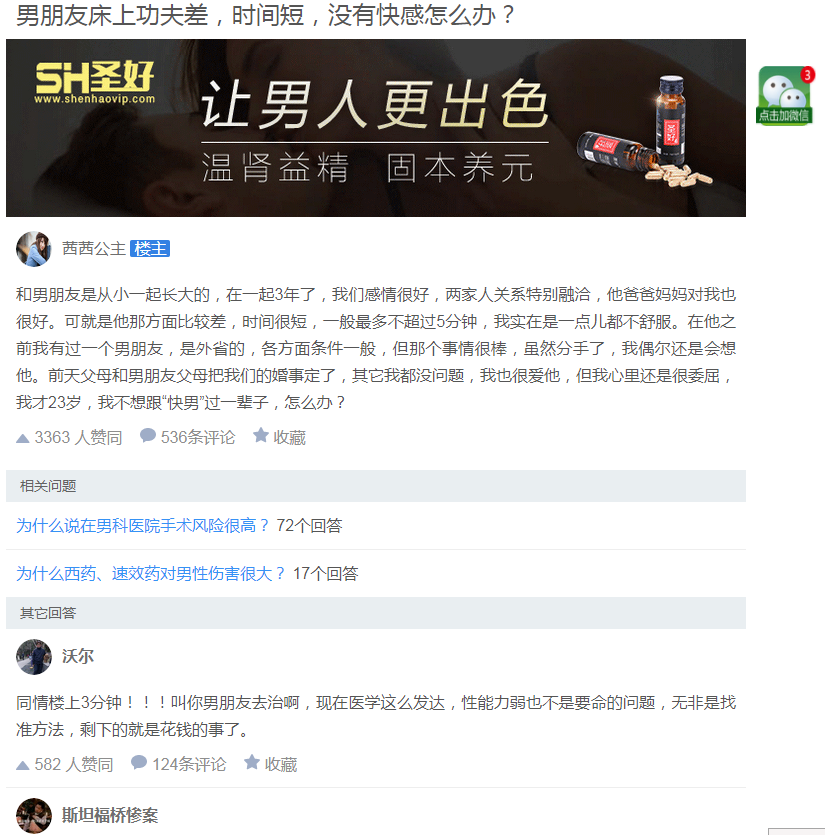 男朋友床上功夫差，时间短，没有快感怎么办？
SH圣好
www.shenhaovip.com
让男人更出色
温肾益精 固本养元
3
点击加微信
茜茜公主 楼主
和男朋友是从小一起长大的，在一起3年了，我们感情很好，两家人关系特别融洽，他爸爸妈妈对我也
很好。可就是他那方面比较差，时间很短，一般最多不超过5分钟，我实在是一点儿都不舒服。在他之
前我有过一个男朋友，是外省的，各方面条件一般，但那个事情很棒，虽然分手了，我偶尔还是会想
他。前天父母和男朋友父母把我们的婚事定了，其它我都没问题，我也很爱他，但我心里还是很委屈，
我才23岁，我不想跟“快男”过一辈子，怎么办？
3363 人赞同 536条评论 收藏
相关问题
为什么说在男科医院手术风险很高？ 72个回答
为什么西药、速效药对男性伤害很大？ 17个回答
其它回答
沃尔
同情楼上3分钟！！！叫你男朋友去治啊，现在医学这么发达，性能力弱也不是要命的问题，无非是找
准方法，剩下的就是花钱的事了。
582 人赞同 124条评论 收藏
斯坦福桥惨案